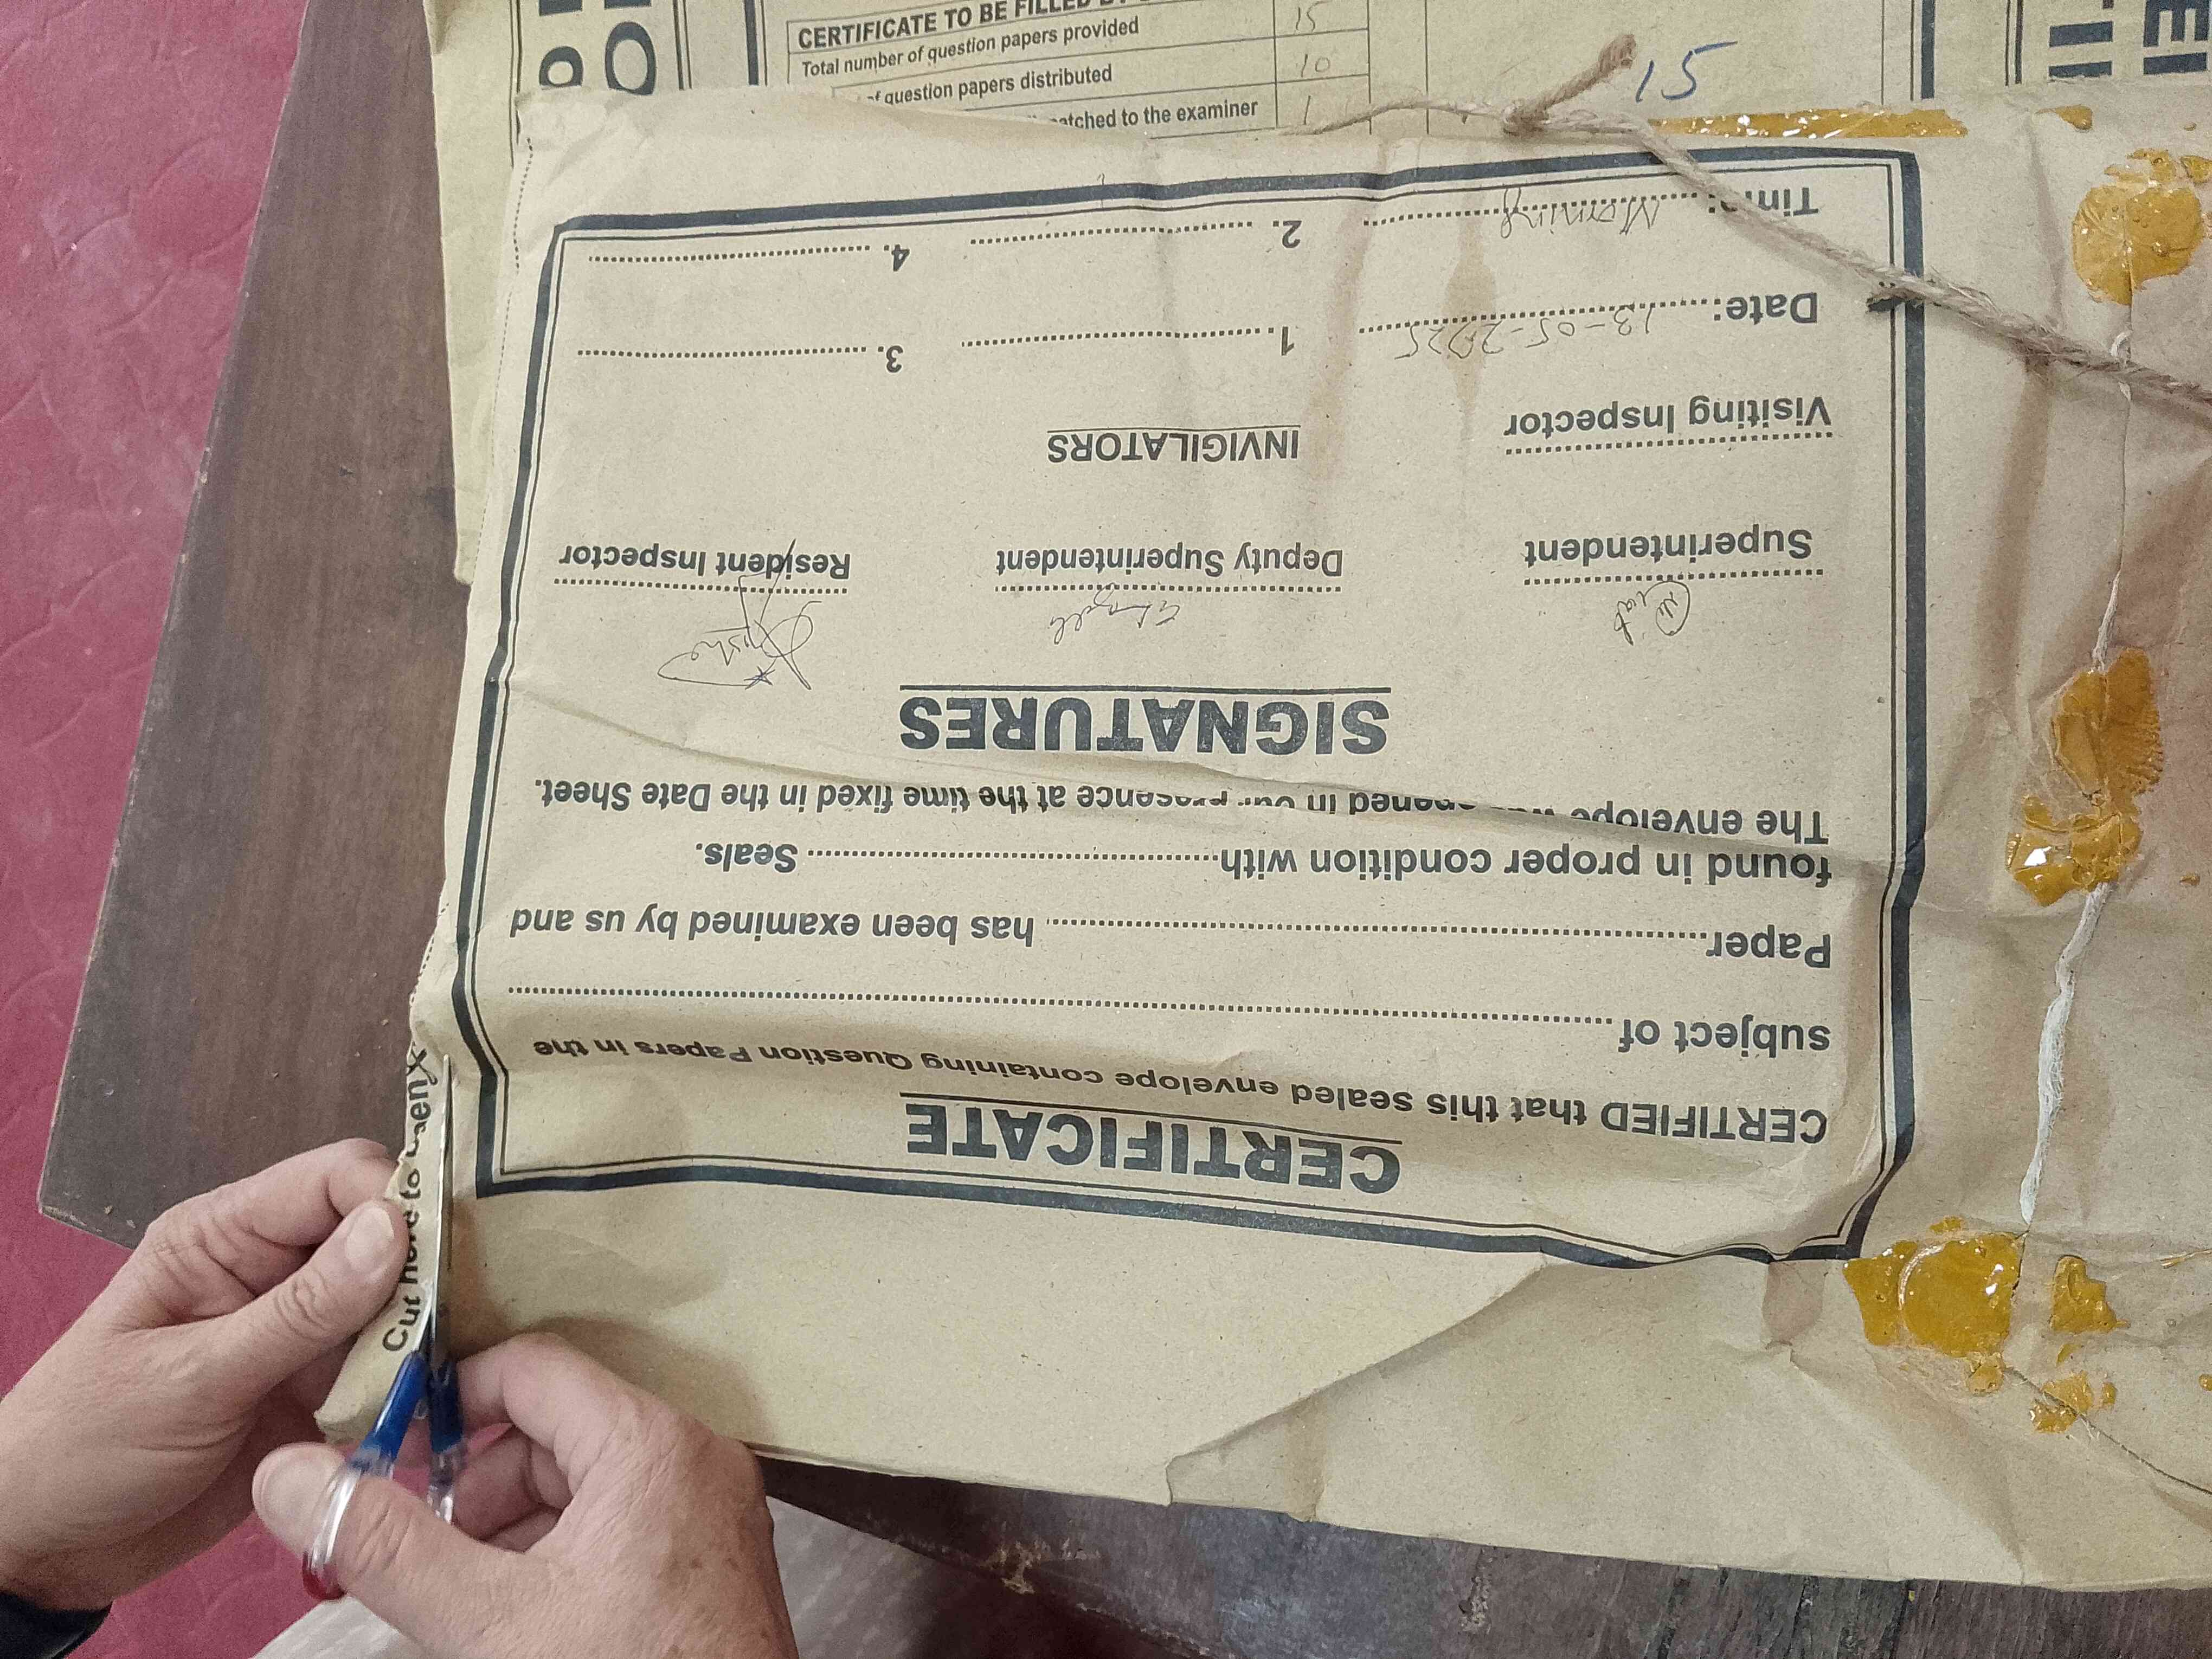 CERTIFICATE TO BE FILLED
Total number of question papers provided 15
of question papers distributed 10
atched to the examiner 1
15
CERTIFICATE
CERTIFIED that this sealed envelope containing Question Papers in the
subject of
Paper has been examined by us and
found in proper condition with Seals.
The envelope opened in our presence at the time fixed in the Date Sheet.
SIGNATURES
Superintendent Deputy Superintendent Resident Inspector
Visiting Inspector INVIGILATORS
Date: 13-05-2025 1. 3.
Time: Morning 2. 4.
Cut here to